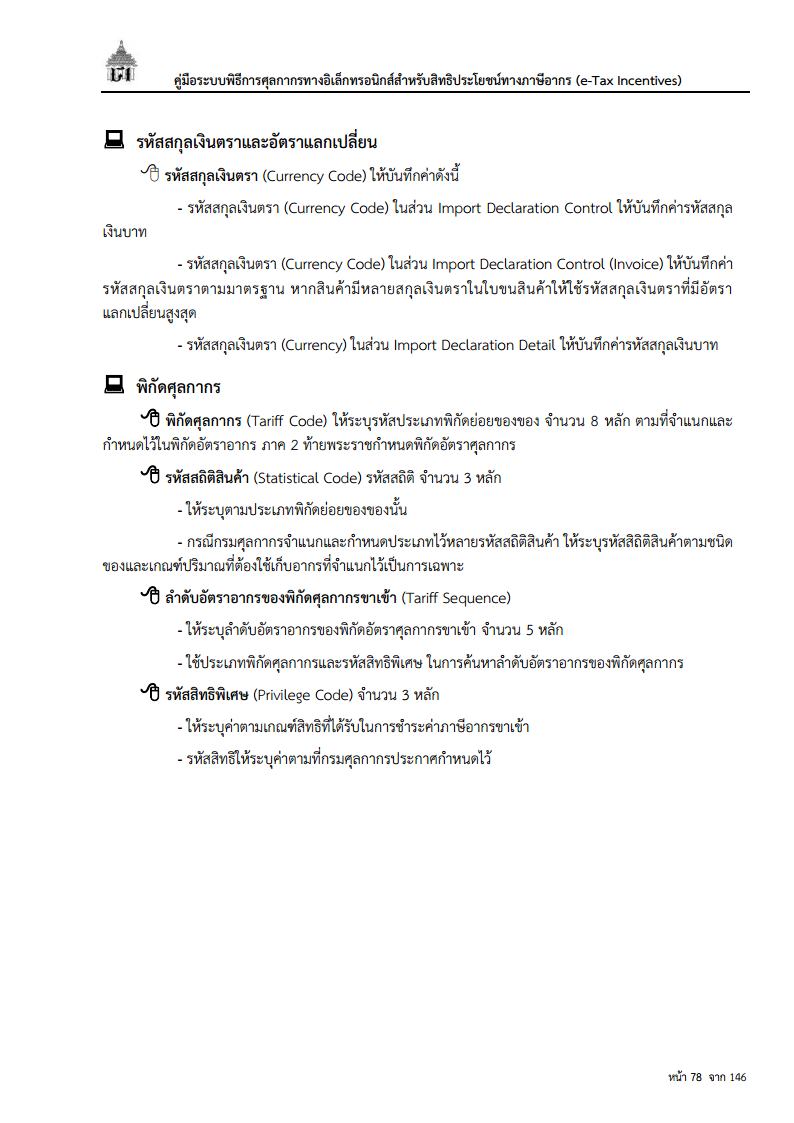 คู่มือระบบพิธีการศุลกากรทางอิเล็กทรอนิกส์สำหรับสิทธิประโยชน์ทางภาษีอากร (e-Tax Incentives)
รหัสสกุลเงินตราและอัตราแลกเปลี่ยน
รหัสสกุลเงินตรา (Currency Code) ให้บันทึกค่าดังนี้
- รหัสสกุลเงินตรา (Currency Code) ในส่วน Import Declaration Control ให้บันทึกค่ารหัสสกุล
เงินบาท
- รหัสสกุลเงินตรา (Currency Code) ในส่วน Import Declaration Control (Invoice) ให้บันทึกค่า
รหัสสกุลเงินตราตามมาตรฐาน หากสินค้ามีหลายสกุลเงินตราในใบขนสินค้าให้ใช้รหัสสกุลเงินตราที่มีอัตรา
แลกเปลี่ยนสูงสุด
- รหัสสกุลเงินตรา (Currency) ในส่วน Import Declaration Detail ให้บันทึกค่ารหัสสกุลเงินบาท
พิกัดศุลกากร
พิกัดศุลกากร (Tariff Code) ให้ระบุรหัสประเภทพิกัดย่อยของของ จำนวน 8 หลัก ตามที่จำแนกและ
กำหนดไว้ในพิกัดอัตราอากร ภาค 2 ท้ายพระราชกำหนดพิกัดอัตราศุลกากร
รหัสสถิติสินค้า (Statistical Code) รหัสสถิติ จำนวน 3 หลัก
- ให้ระบุตามประเภทพิกัดย่อยของของนั้น
- กรณีกรมศุลกากรจำแนกและกำหนดประเภทไว้หลายรหัสสถิติสินค้า ให้ระบุรหัสสิถิติสินค้าตามชนิด
ของและเกณฑ์ปริมาณที่ต้องใช้เก็บอากรที่จำแนกไว้เป็นการเฉพาะ
ลำดับอัตราอากรของพิกัดศุลกากรขาเข้า (Tariff Sequence)
- ให้ระบุลำดับอัตราอากรของพิกัดอัตราศุลกากรขาเข้า จำนวน 5 หลัก
- ใช้ประเภทพิกัดศุลกากรและรหัสสิทธิพิเศษ ในการค้นหาลำดับอัตราอากรของพิกัดศุลกากร
รหัสสิทธิพิเศษ (Privilege Code) จำนวน 3 หลัก
- ให้ระบุค่าตามเกณฑ์สิทธิที่ได้รับในการชำระค่าภาษีอากรขาเข้า
- รหัสสิทธิให้ระบุค่าตามที่กรมศุลกากรประกาศกำหนดไว้
หน้า 78 จาก 146